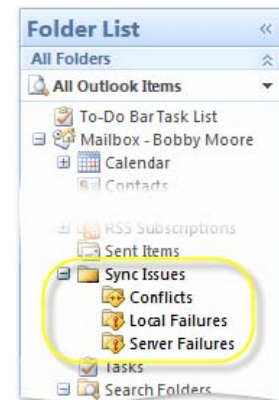 Folder List
All Folders
All Outlook Items
To-Do Bar Task List
Mailbox - Bobby Moore
Calendar
Contacts
RSS Subscriptions
Sent Items
Sync Issues
Conflicts
Local Failures
Server Failures
Tasks
Search Folders